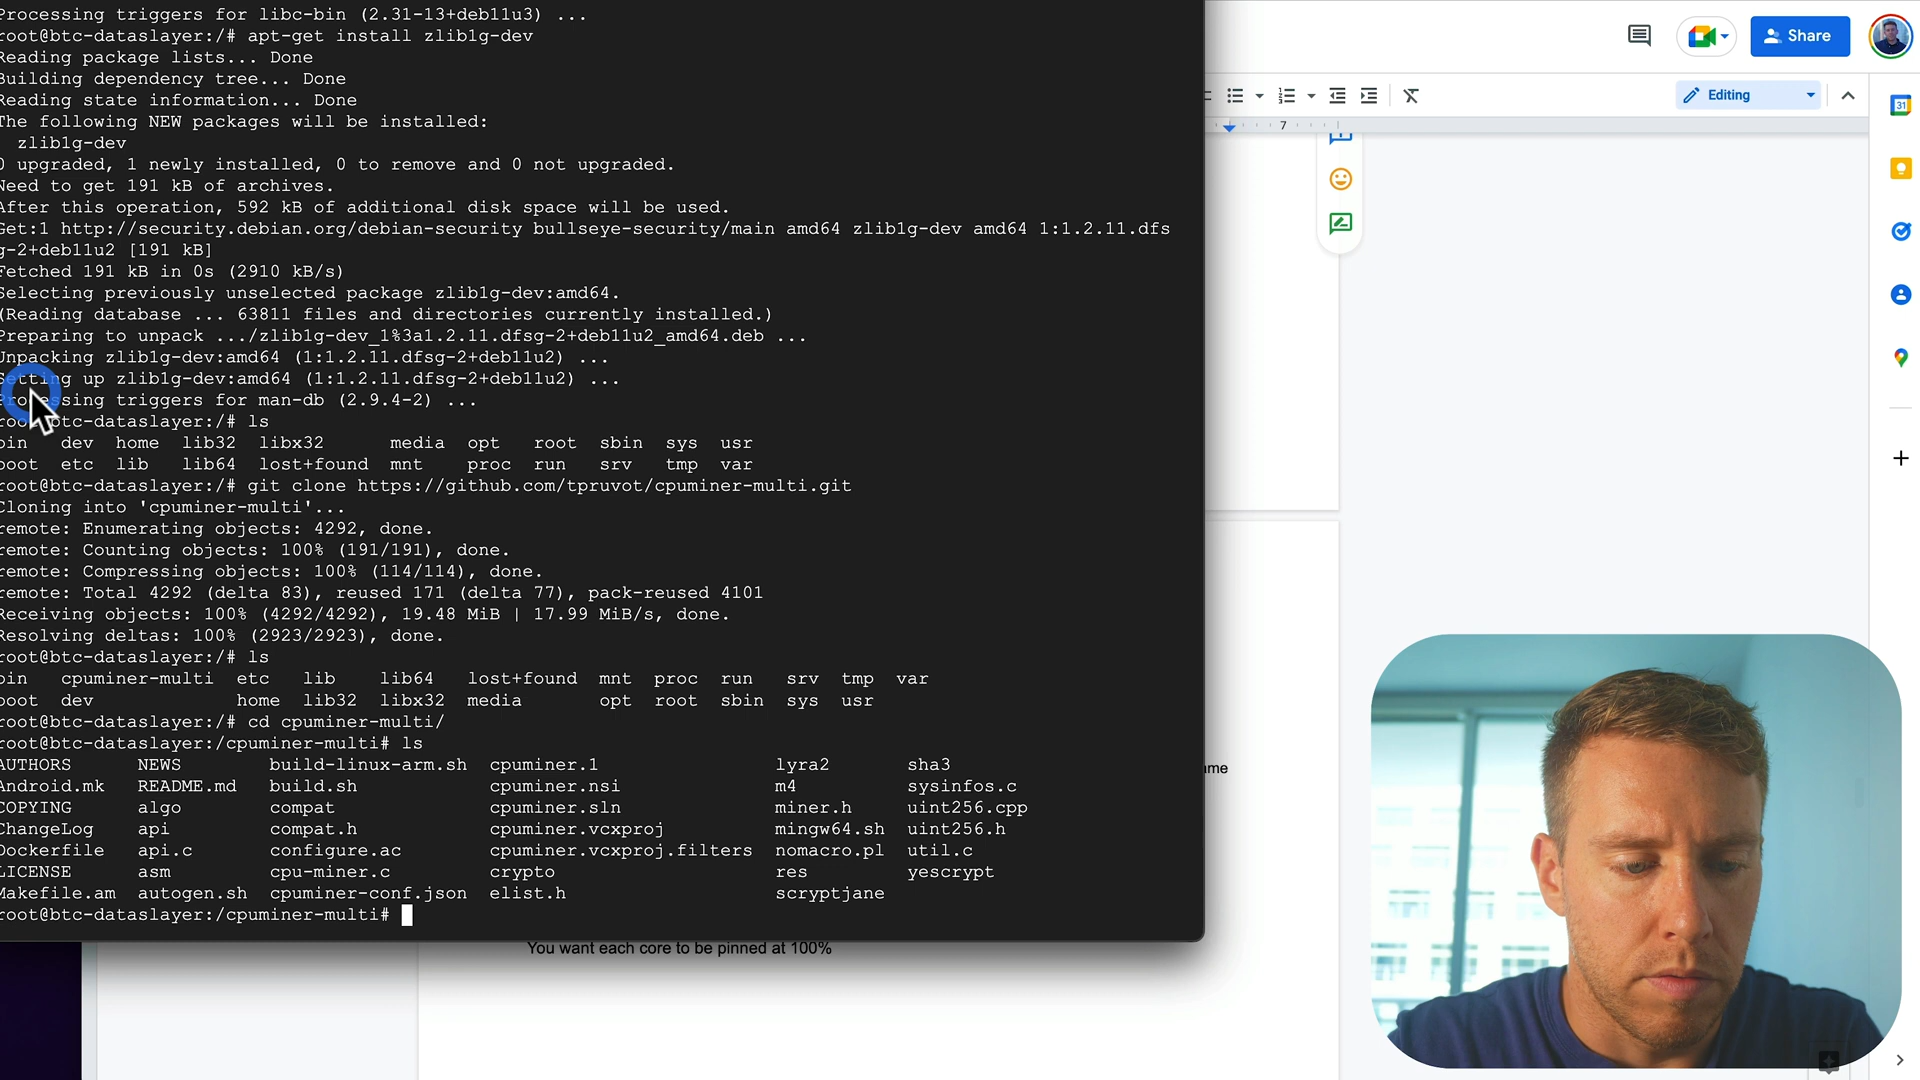 Processing triggers for libc-bin (2.31-13+deb11u3) ...
root@btc-dataslayer:/# apt-get install zlib1g-dev
Reading package lists... Done
Building dependency tree... Done
Reading state information... Done
The following NEW packages will be installed:
zlib1g-dev
0 upgraded, 1 newly installed, 0 to remove and 0 not upgraded.
Need to get 191 kB of archives.
After this operation, 592 kB of additional disk space will be used.
Get:1 http://security.debian.org/debian-security bullseye-security/main amd64 zlib1g-dev amd64 1:1.2.11.dfs
g-2+deb11u2 [191 kB]
Fetched 191 kB in 0s (2910 kB/s)
Selecting previously unselected package zlib1g-dev:amd64.
(Reading database ... 63811 files and directories currently installed.)
Preparing to unpack .../zlib1g-dev_1%3a1.2.11.dfsg-2+deb11u2_amd64.deb ...
Unpacking zlib1g-dev:amd64 (1:1.2.11.dfsg-2+deb11u2) ...
Setting up zlib1g-dev:amd64 (1:1.2.11.dfsg-2+deb11u2) ...
Processing triggers for man-db (2.9.4-2) ...
root@btc-dataslayer:/# ls
bin dev home lib32 libx32 media opt root sbin sys usr
boot etc lib lib64 lost+found mnt proc run srv tmp var
root@btc-dataslayer:/# git clone https://github.com/tpruvot/cpuminer-multi.git
Cloning into 'cpuminer-multi'...
remote: Enumerating objects: 4292, done.
remote: Counting objects: 100% (191/191), done.
remote: Compressing objects: 100% (114/114), done.
remote: Total 4292 (delta 83), reused 171 (delta 77), pack-reused 4101
Receiving objects: 100% (4292/4292), 19.48 MiB | 17.99 MiB/s, done.
Resolving deltas: 100% (2923/2923), done.
root@btc-dataslayer:/# ls
bin cpuminer-multi etc lib lib64 lost+found mnt proc run srv tmp var
boot dev home lib32 libx32 media opt root sbin sys usr
root@btc-dataslayer:/# cd cpuminer-multi/
root@btc-dataslayer:/cpuminer-multi# ls
AUTHORS NEWS build-linux-arm.sh cpuminer.1 lyra2 sha3
Android.mk README.md build.sh cpuminer.nsi m4 sysinfos.c
COPYING algo compat cpuminer.sln miner.h uint256.cpp
ChangeLog api compat.h cpuminer.vcxproj mingw64.sh uint256.h
Dockerfile api.c configure.ac cpuminer.vcxproj.filters nomacro.pl util.c
LICENSE asm cpu-miner.c crypto res yescrypt
Makefile.am autogen.sh cpuminer-conf.json elist.h scryptjane
root@btc-dataslayer:/cpuminer-multi#
Share
Editing
7
31
You want each core to be pinned at 100%